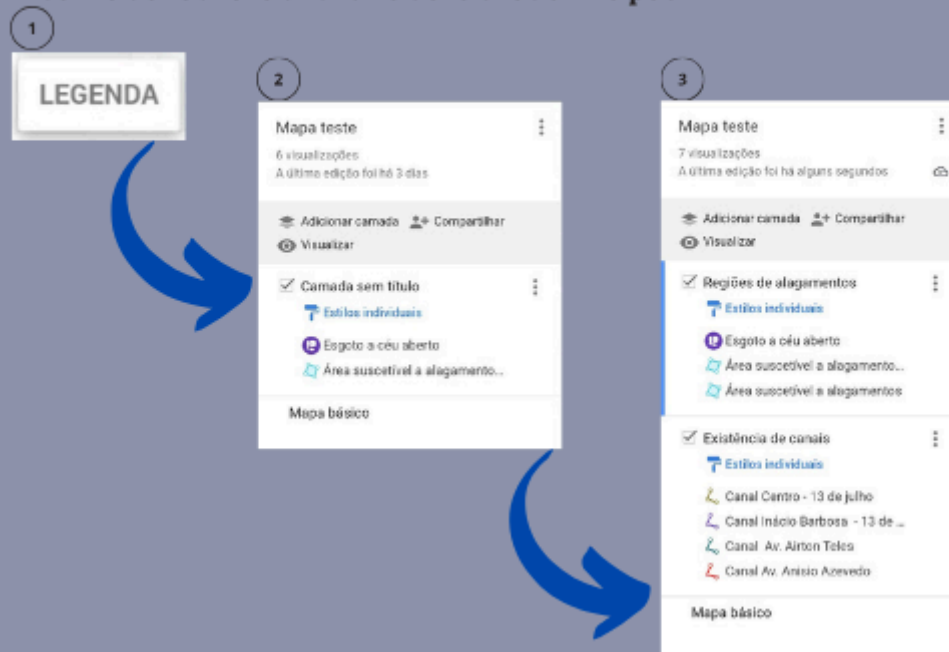 1
LEGENDA
2
Mapa teste
6 visualizações
A última edição foi há 3 dias
Adicionar camada Compartilhar
Visualizar
Camada sem título
Estilos individuais
Esgoto a céu aberto
Área suscetível a alagamento...
Mapa básico
3
Mapa teste
7 visualizações
A última edição foi há alguns segundos
Adicionar camada Compartilhar
Visualizar
Regiões de alagamentos
Estilos individuais
Esgoto a céu aberto
Área suscetível a alagamento...
Área suscetível a alagamentos
Existência de canais
Estilos individuais
Canal Centro - 13 de julho
Canal Inácio Barbosa - 13 de ...
Canal Av. Airton Teles
Canal Av. Anisio Azevedo
Mapa básico